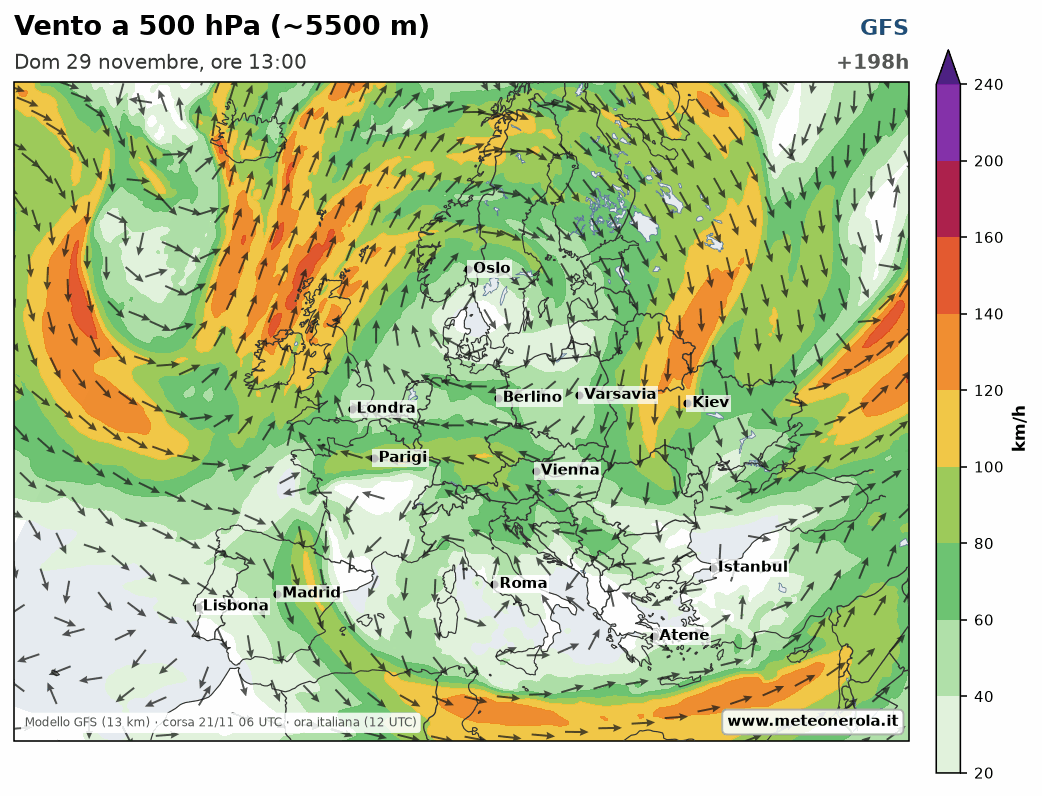 Vento a 500 hPa (~5500 m)
GFS
Dom 29 novembre, ore 13:00
+198h
240
200
160
140
120
100
80
60
40
20
km/h
Oslo
Berlino
Varsavia
Kiev
Londra
Parigi
Vienna
Istanbul
Roma
Madrid
Lisbona
Atene
Modello GFS (13 km) · corsa 21/11 06 UTC · ora italiana (12 UTC)
www.meteonerola.it